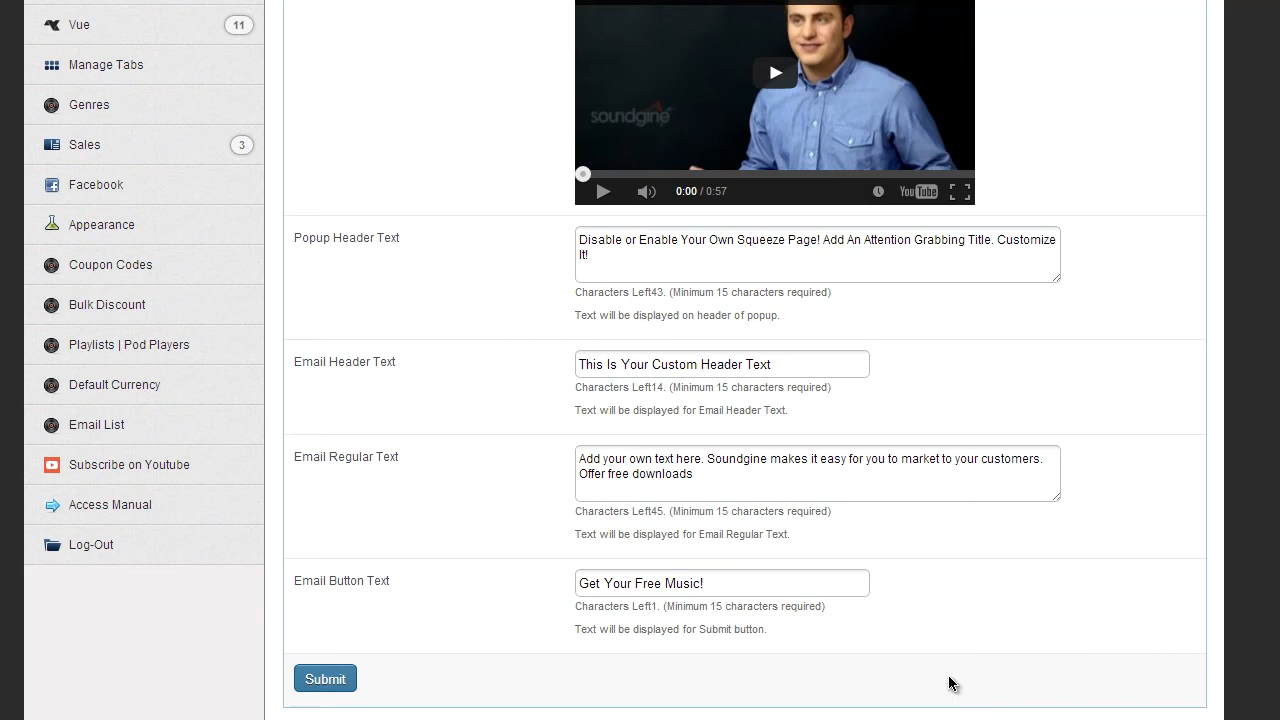 Vue
11
Manage Tabs
Genres
Sales
3
Facebook
Appearance
Coupon Codes
Bulk Discount
Playlists | Pod Players
Default Currency
Email List
Subscribe on Youtube
Access Manual
Log-Out
soundgine
0:00 / 0:57
YouTube
Popup Header Text
Disable or Enable Your Own Squeeze Page! Add An Attention Grabbing Title. Customize
It!
Characters Left43. (Minimum 15 characters required)
Text will be displayed on header of popup.
Email Header Text
This Is Your Custom Header Text
Characters Left14. (Minimum 15 characters required)
Text will be displayed for Email Header Text.
Email Regular Text
Add your own text here. Soundgine makes it easy for you to market to your customers.
Offer free downloads
Characters Left45. (Minimum 15 characters required)
Text will be displayed for Email Regular Text.
Email Button Text
Get Your Free Music!
Characters Left1. (Minimum 15 characters required)
Text will be displayed for Submit button.
Submit